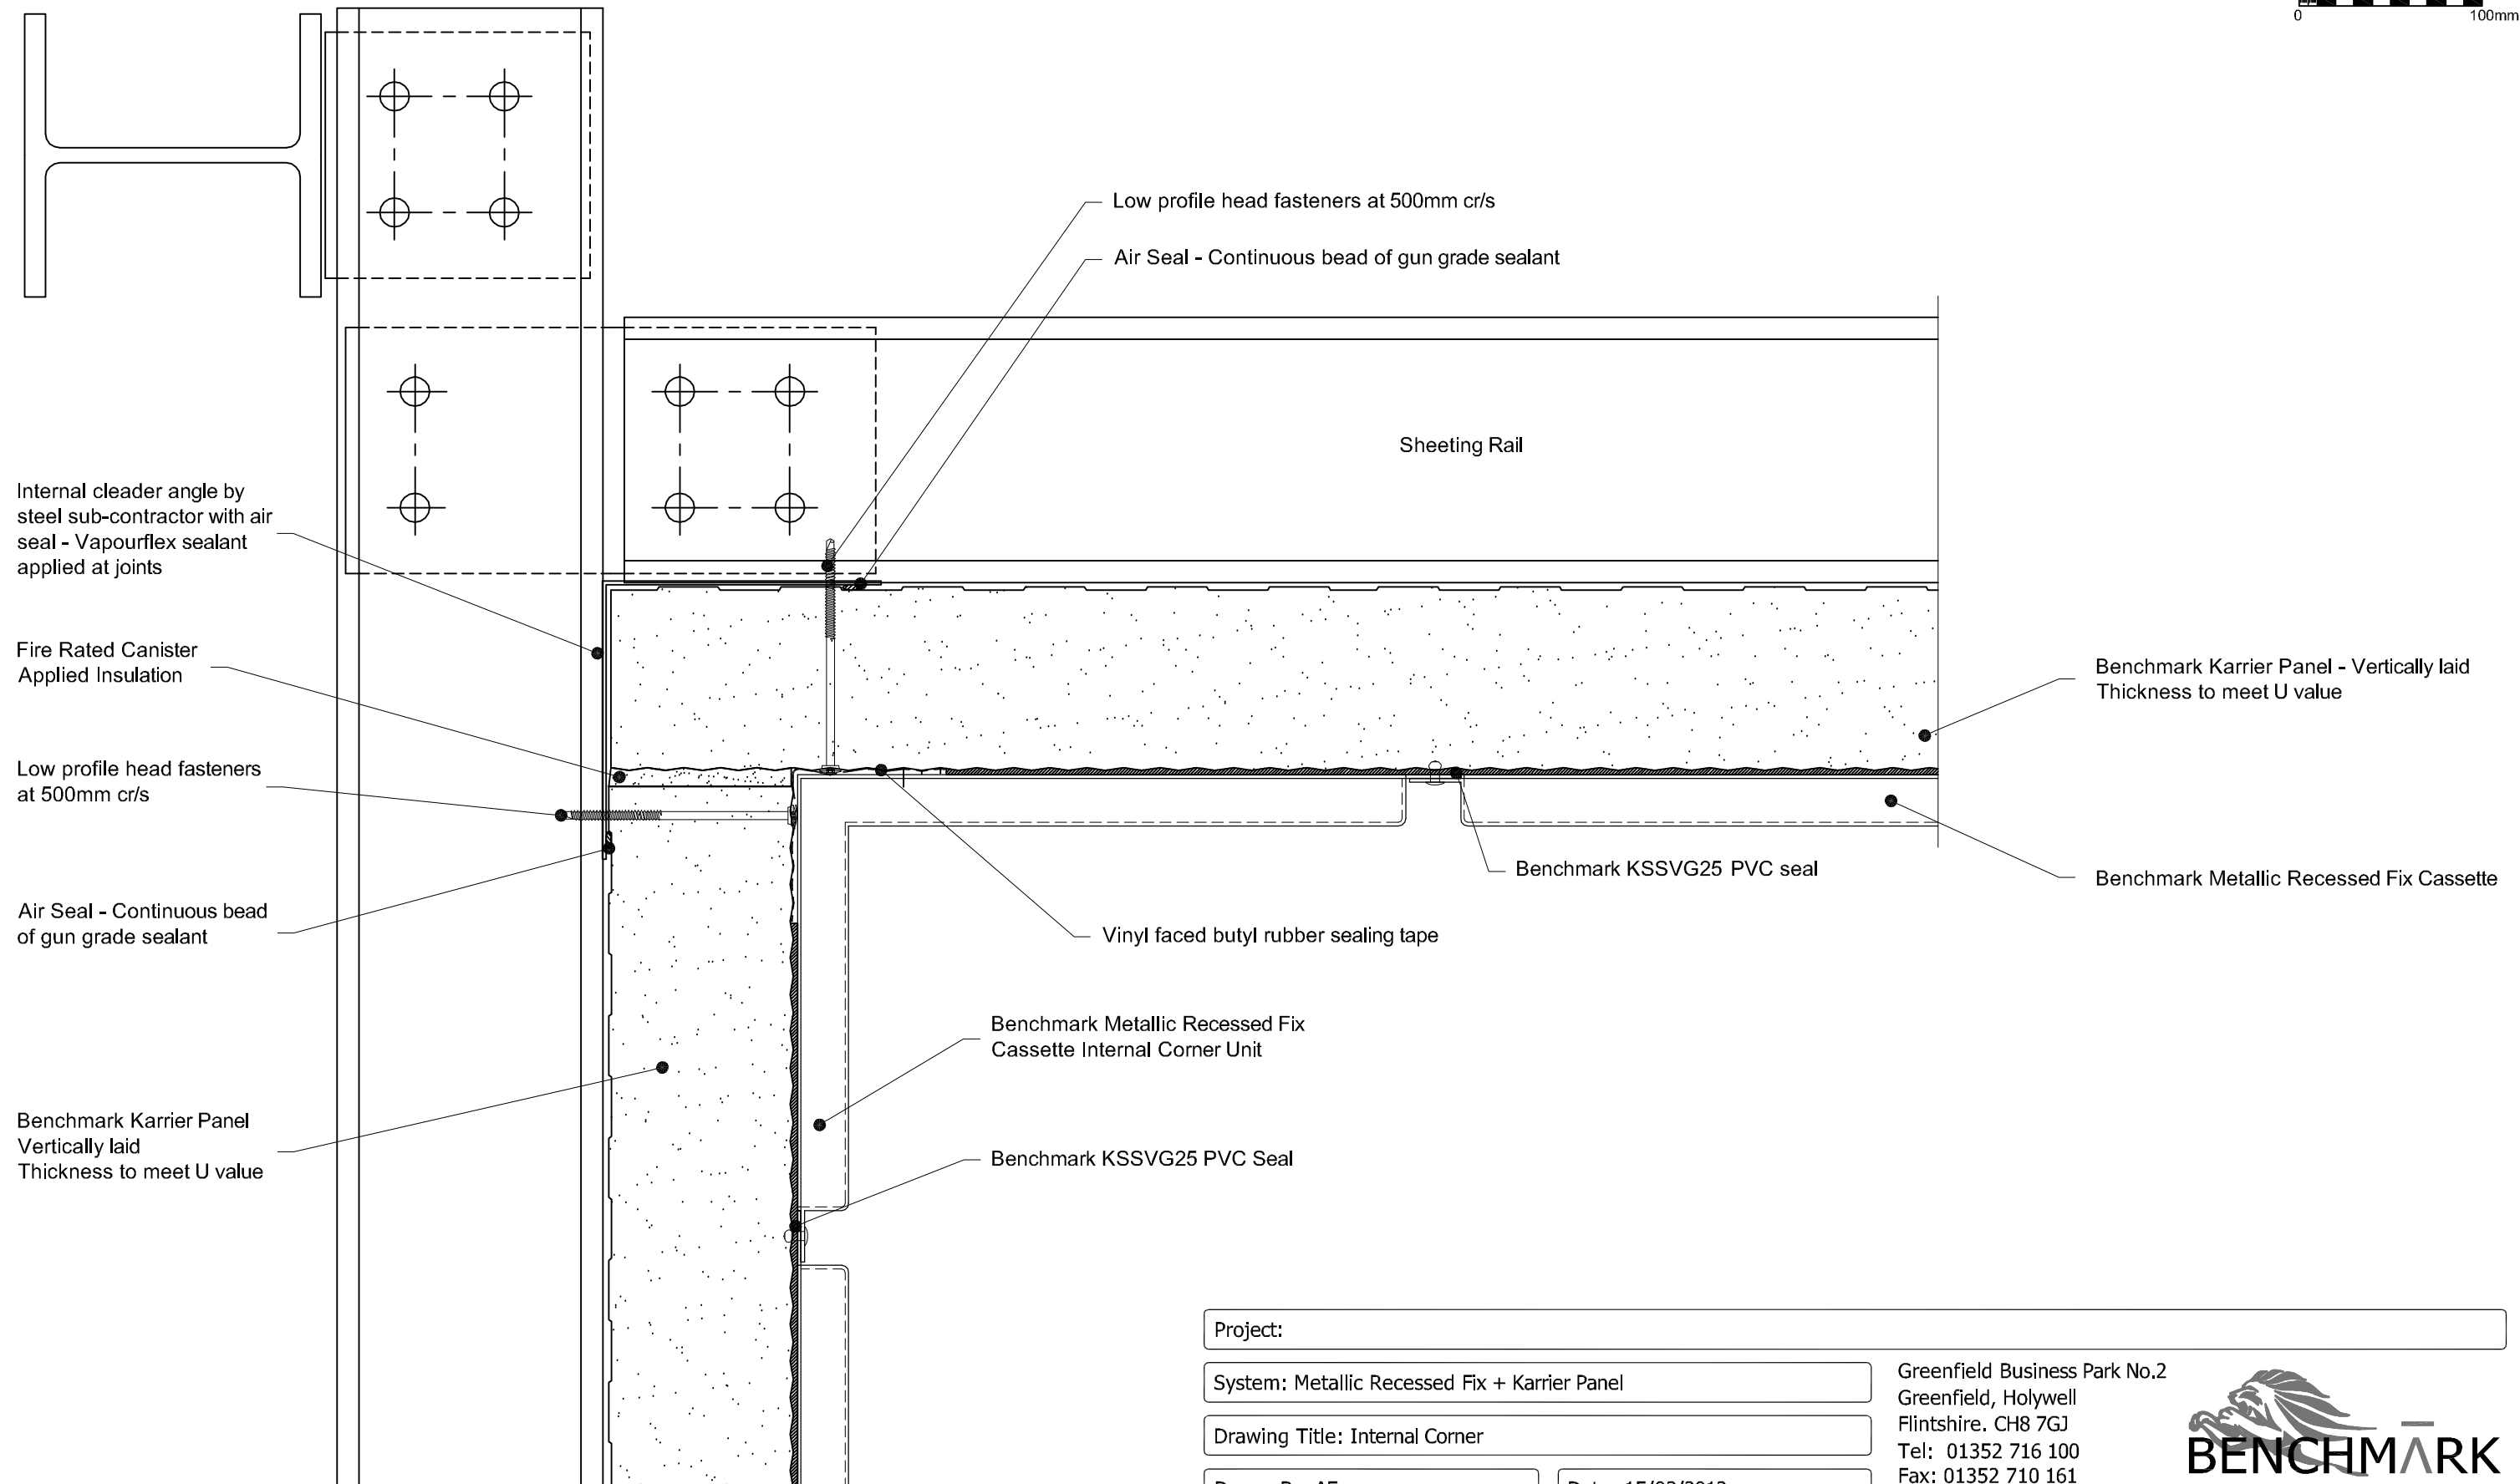 0
100mm
Low profile head fasteners at 500mm cr/s
Air Seal - Continuous bead of gun grade sealant
Sheeting Rail
Internal cleader angle by
steel sub-contractor with air
seal - Vapourflex sealant
applied at joints
Fire Rated Canister
Applied Insulation
Low profile head fasteners
at 500mm cr/s
Air Seal - Continuous bead
of gun grade sealant
Benchmark Karrier Panel
Vertically laid
Thickness to meet U value
Benchmark Karrier Panel - Vertically laid
Thickness to meet U value
Benchmark KSSVG25 PVC seal
Benchmark Metallic Recessed Fix Cassette
Vinyl faced butyl rubber sealing tape
Benchmark Metallic Recessed Fix
Cassette Internal Corner Unit
Benchmark KSSVG25 PVC Seal
Project:
System: Metallic Recessed Fix + Karrier Panel
Drawing Title: Internal Corner
Greenfield Business Park No.2
Greenfield, Holywell
Flintshire. CH8 7GJ
Tel: 01352 716 100
Fax: 01352 710 161
BENCHMARK